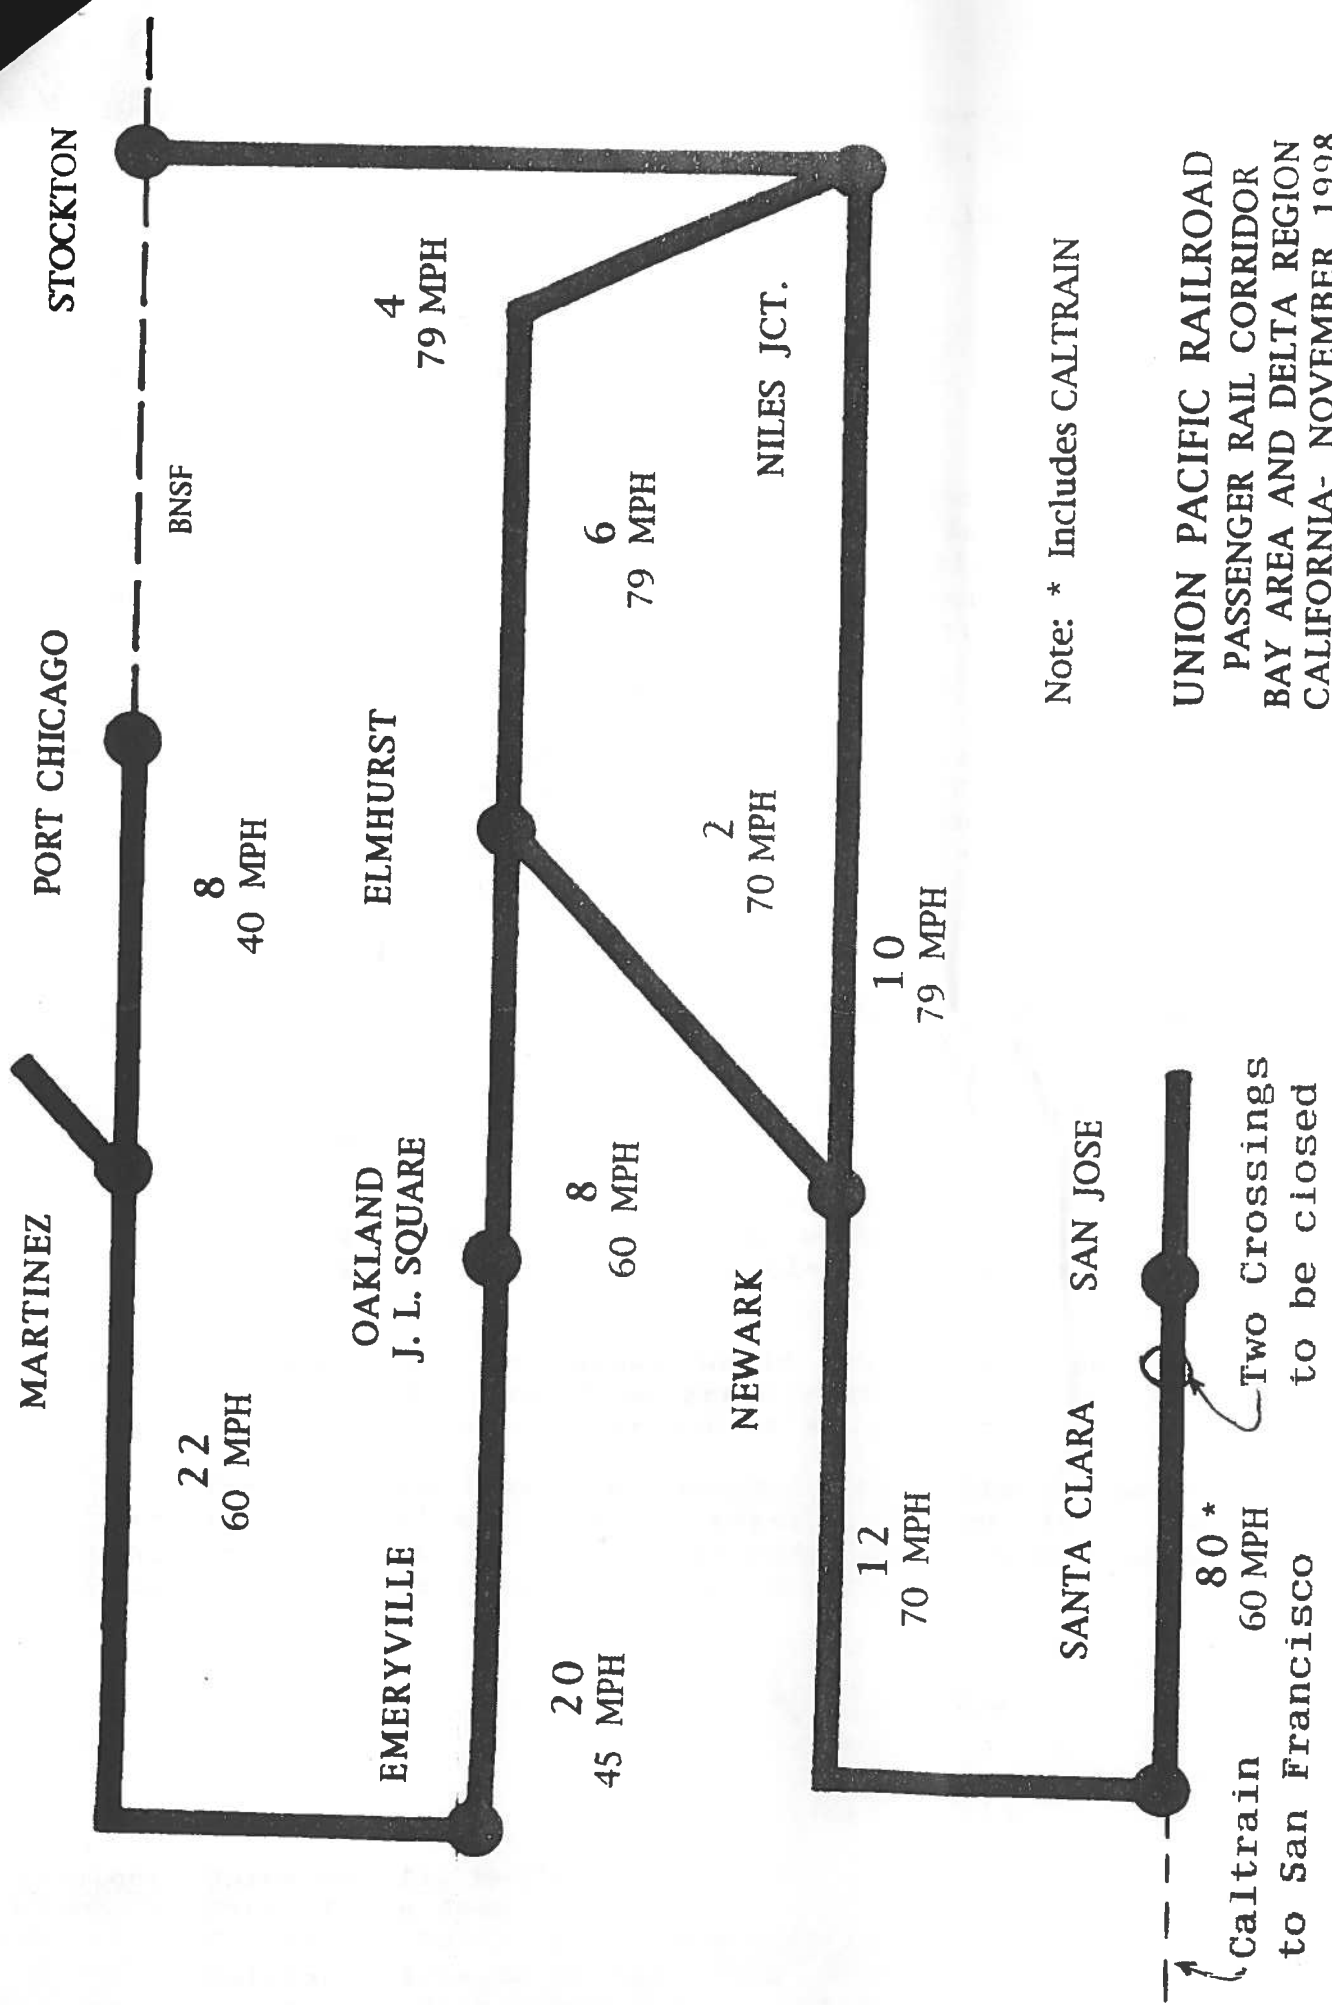 MARTINEZ
PORT CHICAGO
STOCKTON
BNSF
22
60 MPH
8
40 MPH
EMERYVILLE
OAKLAND
J. L. SQUARE
ELMHURST
4
79 MPH
20
45 MPH
8
60 MPH
6
79 MPH
NEWARK
2
70 MPH
NILES JCT.
12
70 MPH
10
79 MPH
SANTA CLARA
SAN JOSE
Note: * Includes CALTRAIN
80*
60 MPH
Caltrain
to San Francisco
Two Crossings
to be closed
UNION PACIFIC RAILROAD
PASSENGER RAIL CORRIDOR
BAY AREA AND DELTA REGION
CALIFORNIA- NOVEMBER 1998